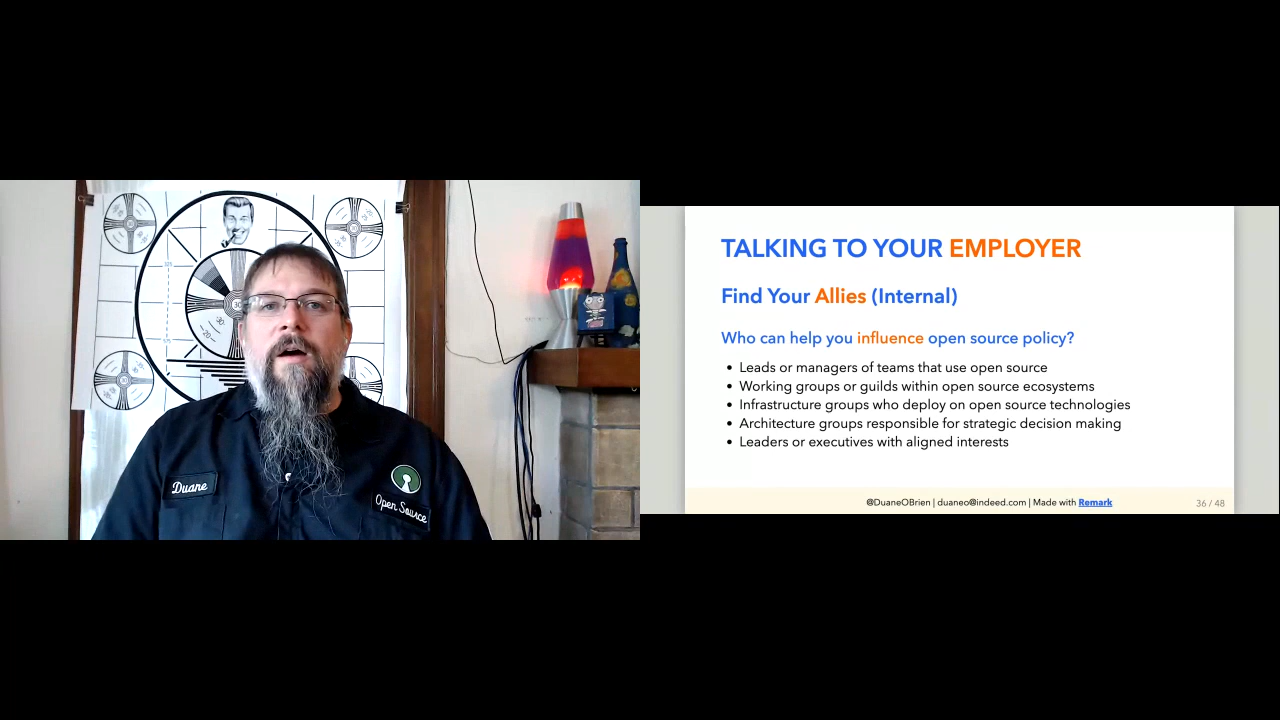 Duane
Open Source
TALKING TO YOUR EMPLOYER
Find Your Allies (Internal)
Who can help you influence open source policy?
• Leads or managers of teams that use open source
• Working groups or guilds within open source ecosystems
• Infrastructure groups who deploy on open source technologies
• Architecture groups responsible for strategic decision making
• Leaders or executives with aligned interests
@DuaneOBrien | duaneo@indeed.com | Made with Remark
36 / 48